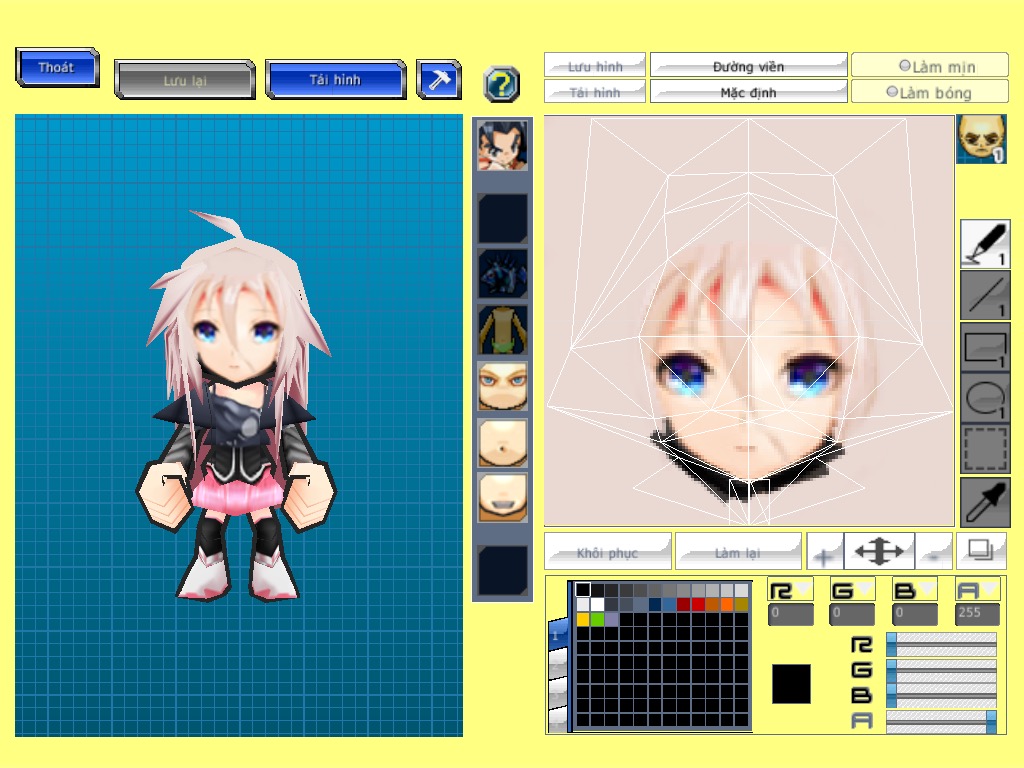 Thoát
Lưu lại
Tải hình
?
Lưu hình
Đường viền
Làm mịn
Tải hình
Mặc định
Làm bóng
1
1
1
1
1
Khôi phục
Làm lại
+
-
1
R G B A
0 0 0 255
R
G
B
A